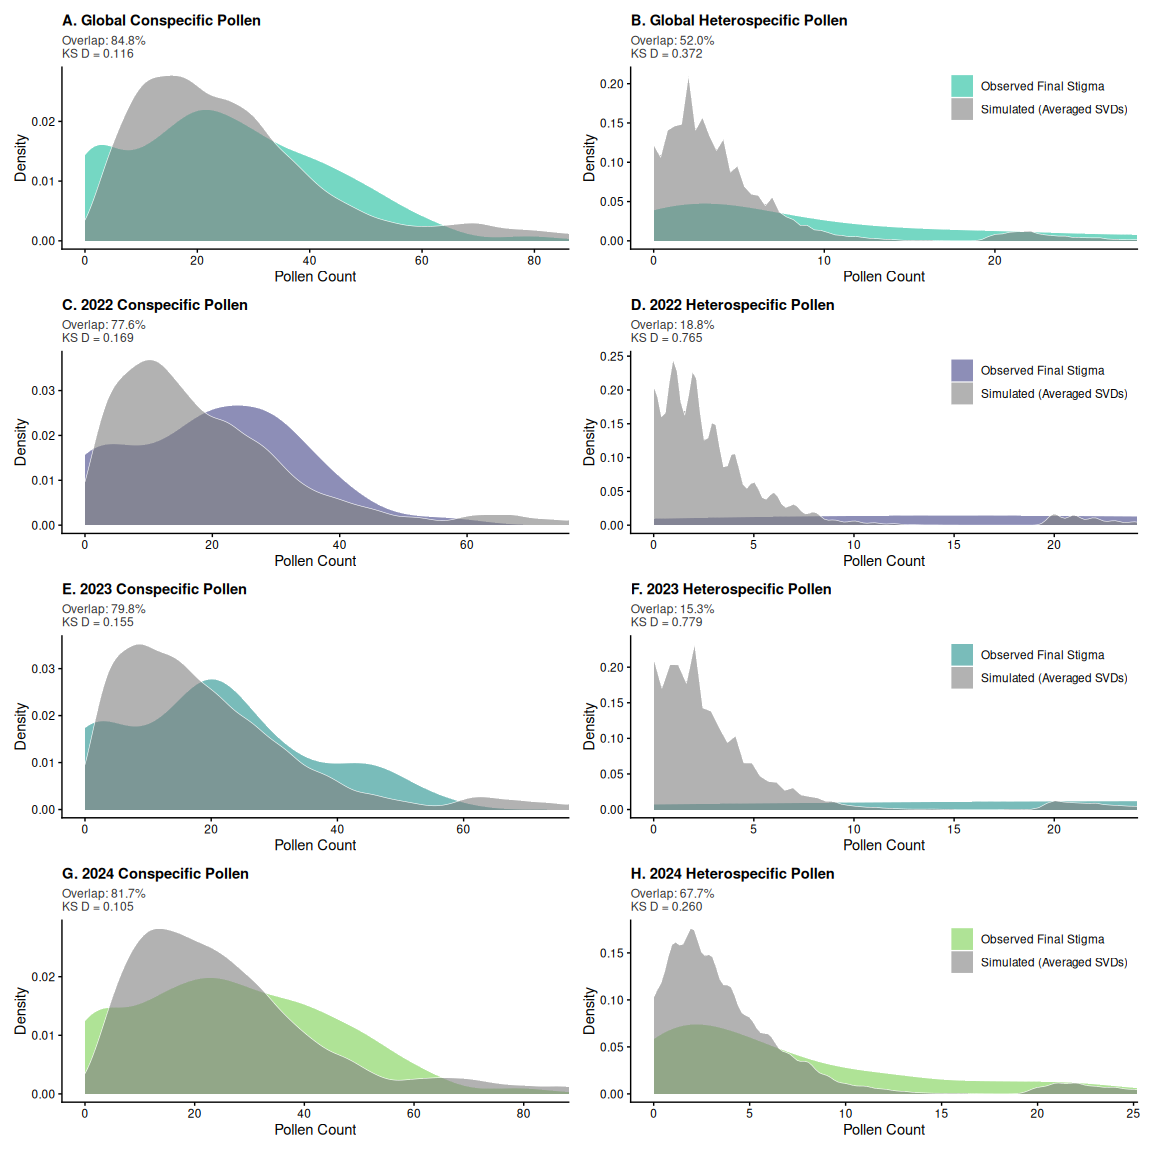 A. Global Conspecific Pollen
Overlap: 84.8%
KS D = 0.116
0.02
0.01
0.00
Density
0 20 40 60 80
Pollen Count
B. Global Heterospecific Pollen
Overlap: 52.0%
KS D = 0.372
0.20
0.15
0.10
0.05
0.00
Density
Observed Final Stigma
Simulated (Averaged SVDs)
0 10 20
Pollen Count
C. 2022 Conspecific Pollen
Overlap: 77.6%
KS D = 0.169
0.03
0.02
0.01
0.00
Density
0 20 40 60
Pollen Count
D. 2022 Heterospecific Pollen
Overlap: 18.8%
KS D = 0.765
0.25
0.20
0.15
0.10
0.05
0.00
Density
Observed Final Stigma
Simulated (Averaged SVDs)
0 5 10 15 20
Pollen Count
E. 2023 Conspecific Pollen
Overlap: 79.8%
KS D = 0.155
0.03
0.02
0.01
0.00
Density
0 20 40 60
Pollen Count
F. 2023 Heterospecific Pollen
Overlap: 15.3%
KS D = 0.779
0.20
0.15
0.10
0.05
0.00
Density
Observed Final Stigma
Simulated (Averaged SVDs)
0 5 10 15 20
Pollen Count
G. 2024 Conspecific Pollen
Overlap: 81.7%
KS D = 0.105
0.02
0.01
0.00
Density
0 20 40 60 80
Pollen Count
H. 2024 Heterospecific Pollen
Overlap: 67.7%
KS D = 0.260
0.15
0.10
0.05
0.00
Density
Observed Final Stigma
Simulated (Averaged SVDs)
0 5 10 15 20 25
Pollen Count